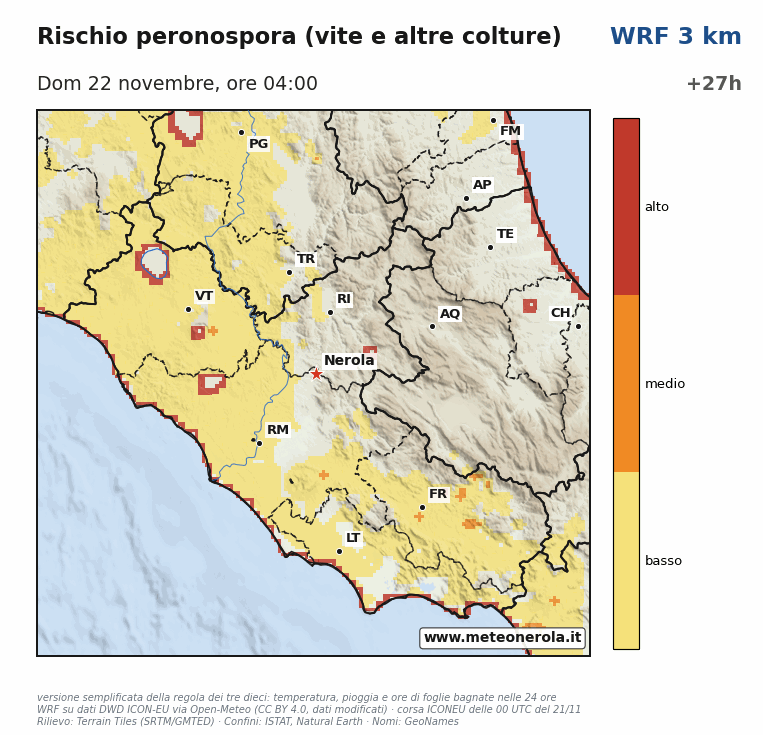 Rischio peronospora (vite e altre colture)
WRF 3 km
Dom 22 novembre, ore 04:00
+27h
FM
PG
AP
TE
TR
VT
RI
AQ
CH
Nerola
RM
FR
LT
www.meteonerola.it
alto
medio
basso
versione semplificata della regola dei tre dieci: temperatura, pioggia e ore di foglie bagnate nelle 24 ore
WRF su dati DWD ICON-EU via Open-Meteo (CC BY 4.0, dati modificati) · corsa ICONEU delle 00 UTC del 21/11
Rilievo: Terrain Tiles (SRTM/GMTED) · Confini: ISTAT, Natural Earth · Nomi: GeoNames